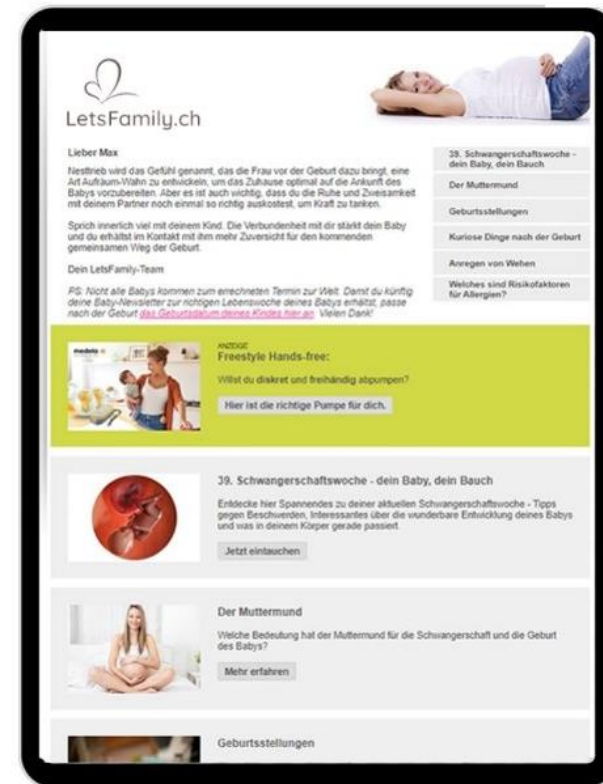 LetsFamily.ch
Lieber Max
Nesttrieb wird das Gefühl genannt, das die Frau vor der Geburt dazu bringt, eine
Art Aufräum-Wahn zu entwickeln, um das Zuhause optimal auf die Ankunft des
Babys vorzubereiten. Aber es ist auch wichtig, dass du die Ruhe und Zweisamkeit
mit deinem Partner noch einmal so richtig auskostest, um Kraft zu tanken.
Sprich innerlich viel mit deinem Kind. Die Verbundenheit mit dir stärkt dein Baby
und du erhältst im Kontakt mit ihm mehr Zuversicht für den kommenden
gemeinsamen Weg der Geburt.
Dein LetsFamily-Team
PS: Nicht alle Babys kommen zum errechneten Termin zur Welt. Damit du künftig
deine Baby-Newsletter zur richtigen Lebenswoche deines Babys erhältst, passe
nach der Geburt das Geburtsdatum deines Kindes hier an. Vielen Dank!
39. Schwangerschaftswoche -
dein Baby, dein Bauch
Der Muttermund
Geburtsstellungen
Kuriose Dinge nach der Geburt
Anregen von Wehen
Welches sind Risikofaktoren
für Allergien?
medela
ANZEIGE
Freestyle Hands-free:
Willst du diskret und freihändig abpumpen?
Hier ist die richtige Pumpe für dich.
39. Schwangerschaftswoche - dein Baby, dein Bauch
Entdecke hier Spannendes zu deiner aktuellen Schwangerschaftswoche - Tipps
gegen Beschwerden, Interessantes über die wunderbare Entwicklung deines Babys
und was in deinem Körper gerade passiert.
Jetzt eintauchen
Der Muttermund
Welche Bedeutung hat der Muttermund für die Schwangerschaft und die Geburt
des Babys?
Mehr erfahren
Geburtsstellungen